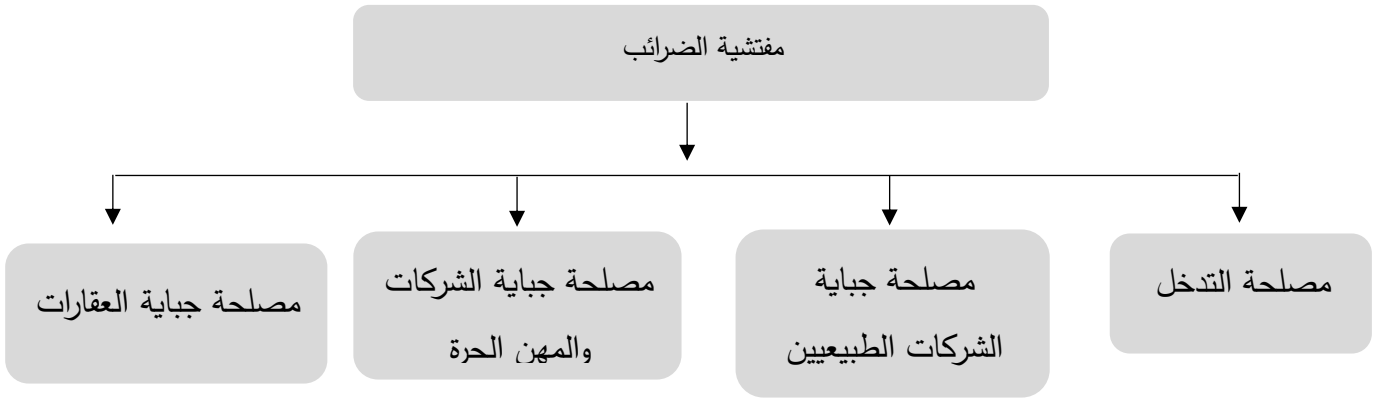 مفتشية الضرائب
مصلحة التدخل
مصلحة جباية
الشركات الطبيعيين
مصلحة جباية الشركات
والمهن الحرة
مصلحة جباية العقارات